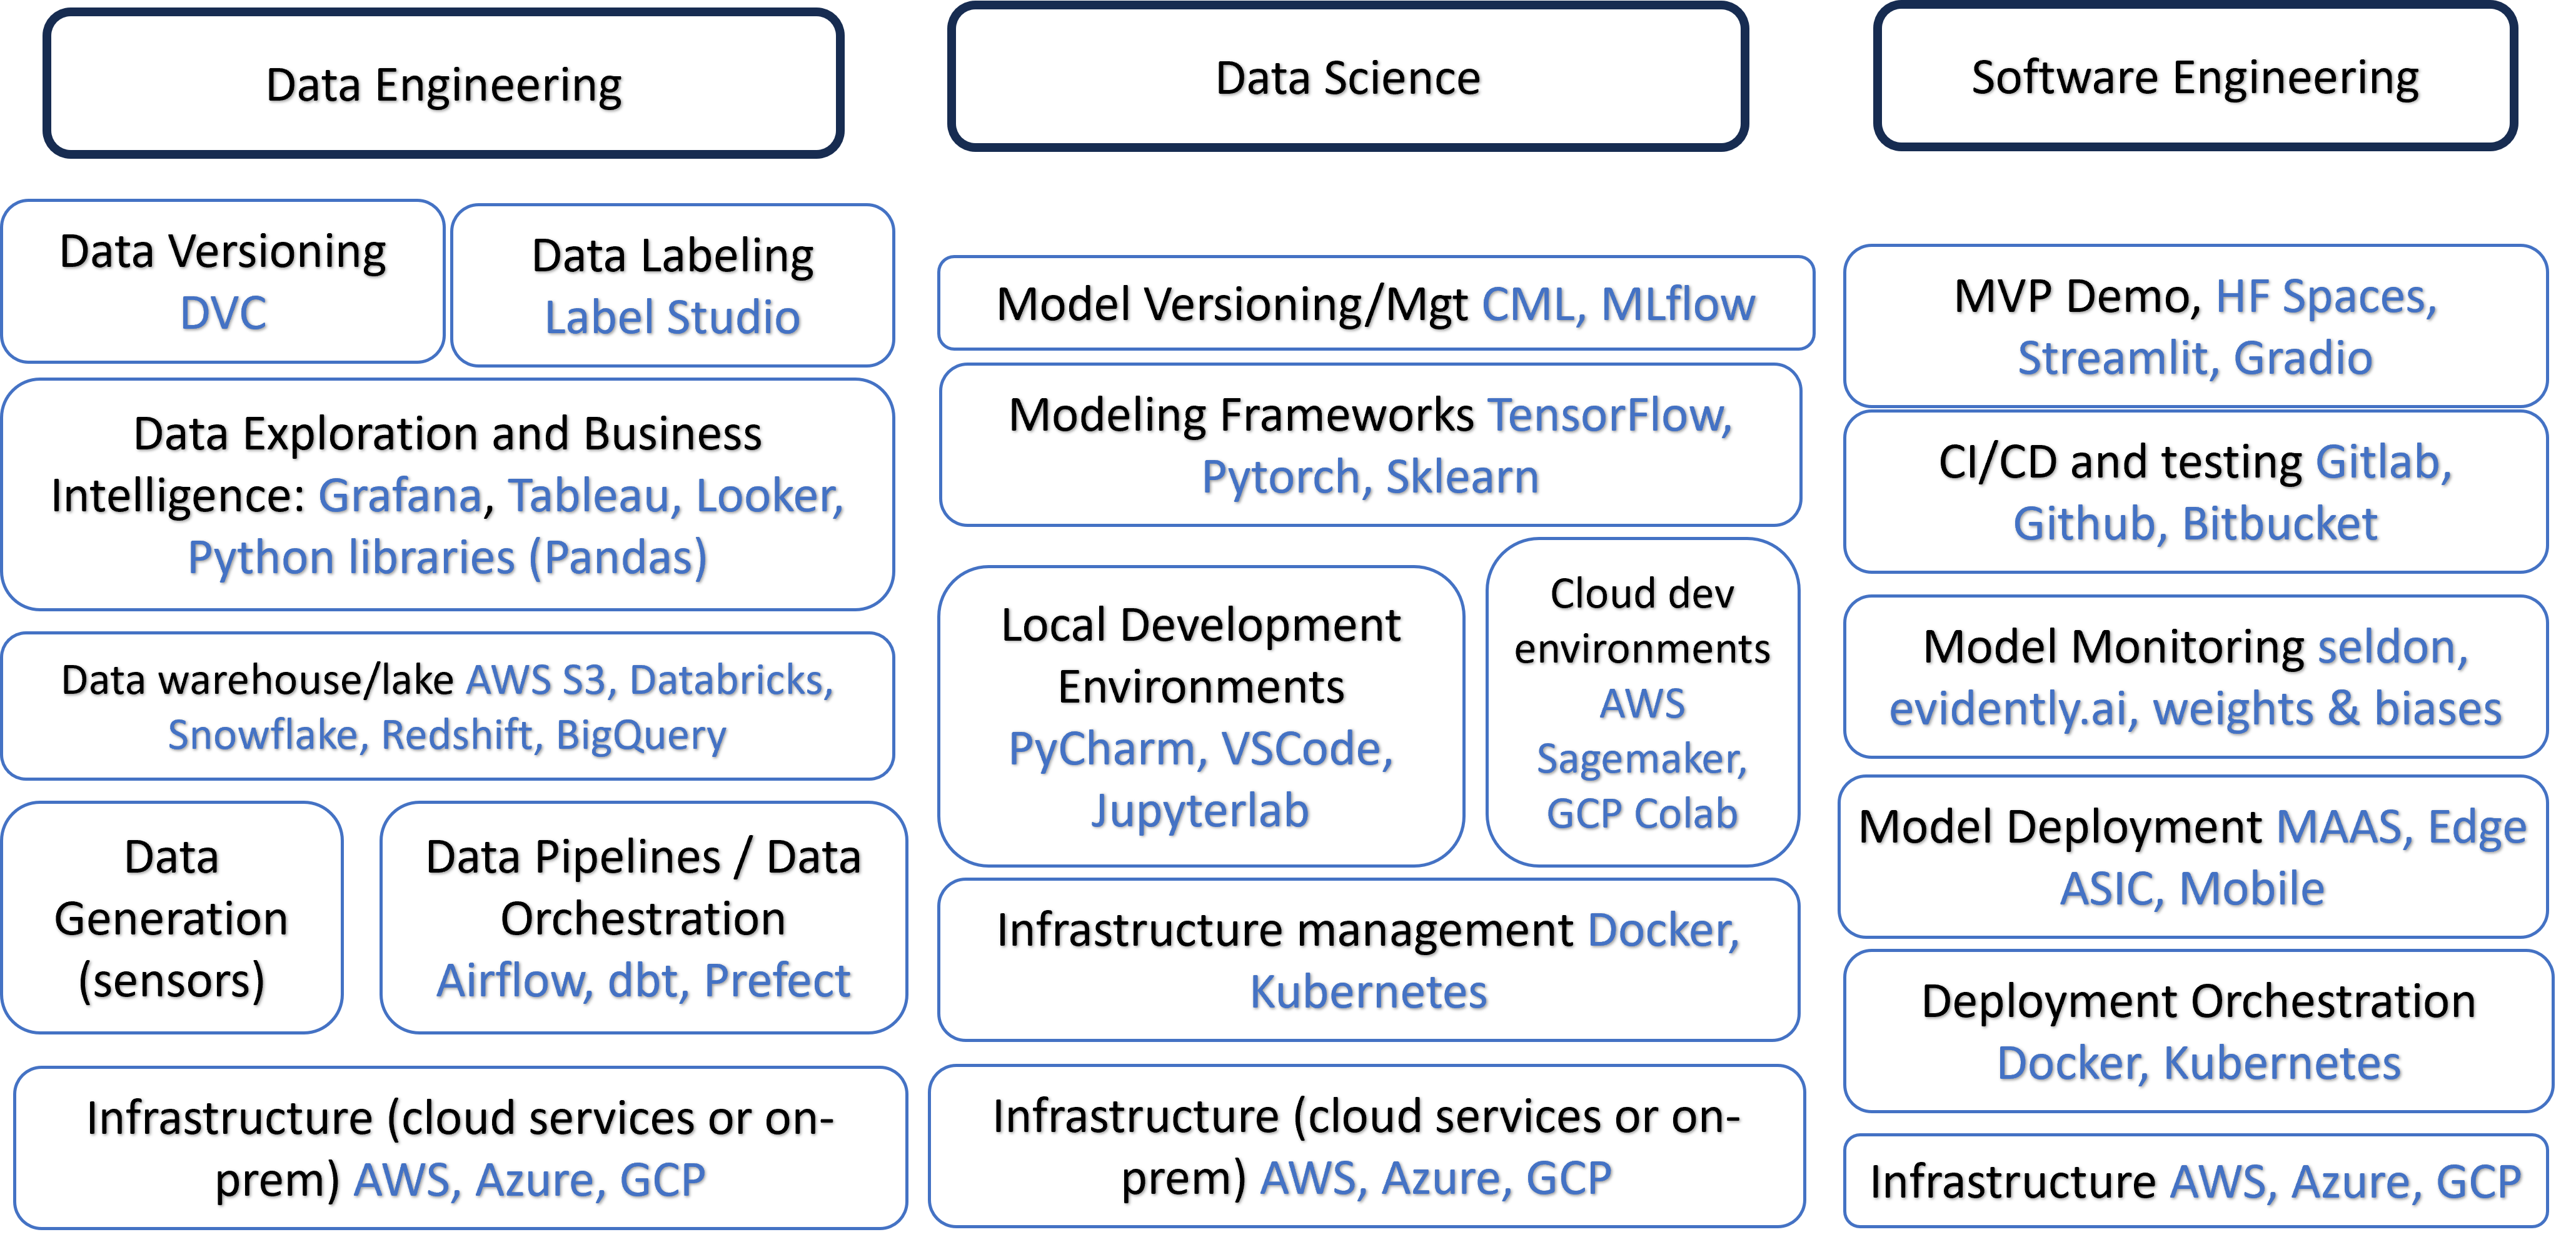 Data Engineering
Data Versioning
DVC
Data Labeling
Label Studio
Data Exploration and Business
Intelligence: Grafana, Tableau, Looker,
Python libraries (Pandas)
Data warehouse/lake AWS S3, Databricks,
Snowflake, Redshift, BigQuery
Data
Generation
(sensors)
Data Pipelines / Data
Orchestration
Airflow, dbt, Prefect
Infrastructure (cloud services or on-
prem) AWS, Azure, GCP
Data Science
Model Versioning/Mgt CML, MLflow
Modeling Frameworks TensorFlow,
Pytorch, Sklearn
Local Development
Environments
PyCharm, VSCode,
Jupyterlab
Cloud dev
environments
AWS
Sagemaker,
GCP Colab
Infrastructure management Docker,
Kubernetes
Infrastructure (cloud services or on-
prem) AWS, Azure, GCP
Software Engineering
MVP Demo, HF Spaces,
Streamlit, Gradio
CI/CD and testing Gitlab,
Github, Bitbucket
Model Monitoring seldon,
evidently.ai, weights & biases
Model Deployment MAAS, Edge
ASIC, Mobile
Deployment Orchestration
Docker, Kubernetes
Infrastructure AWS, Azure, GCP